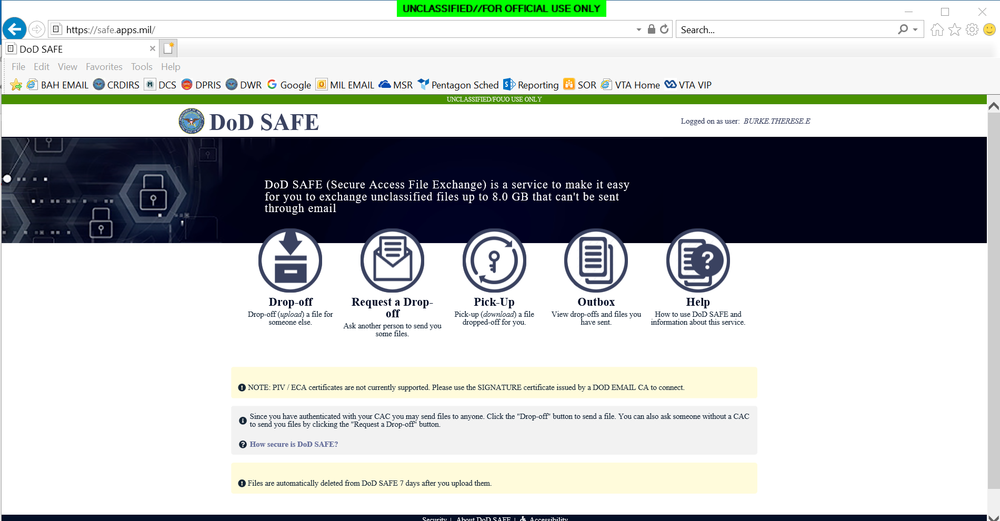 UNCLASSIFIED//FOR OFFICIAL USE ONLY
https://safe.apps.mil/
Search...
DoD SAFE
File Edit View Favorites Tools Help
BAH EMAIL CRDIRS DCS DPRIS DWR Google MIL EMAIL MSR Pentagon Sched Reporting SOR VTA Home VTA VIP
UNCLASSIFIED/FOUO USE ONLY
DoD SAFE
Logged on as user: BURKE.THERESE.E
DoD SAFE (Secure Access File Exchange) is a service to make it easy
for you to exchange unclassified files up to 8.0 GB that can't be sent
through email
Drop-off
Drop-off (upload) a file for
someone else.
Request a Drop-
off
Ask another person to send you
some files.
Pick-Up
Pick-up (download) a file
dropped-off for you.
Outbox
View drop-offs and files you
have sent.
Help
How to use DoD SAFE and
information about this service.
NOTE: PIV / ECA certificates are not currently supported. Please use the SIGNATURE certificate issued by a DOD EMAIL CA to connect.
Since you have authenticated with your CAC you may send files to anyone. Click the "Drop-off" button to send a file. You can also ask someone without a CAC
to send you files by clicking the "Request a Drop-off" button.
How secure is DoD SAFE?
Files are automatically deleted from DoD SAFE 7 days after you upload them.
Security | About DoD SAFE | Accessibility